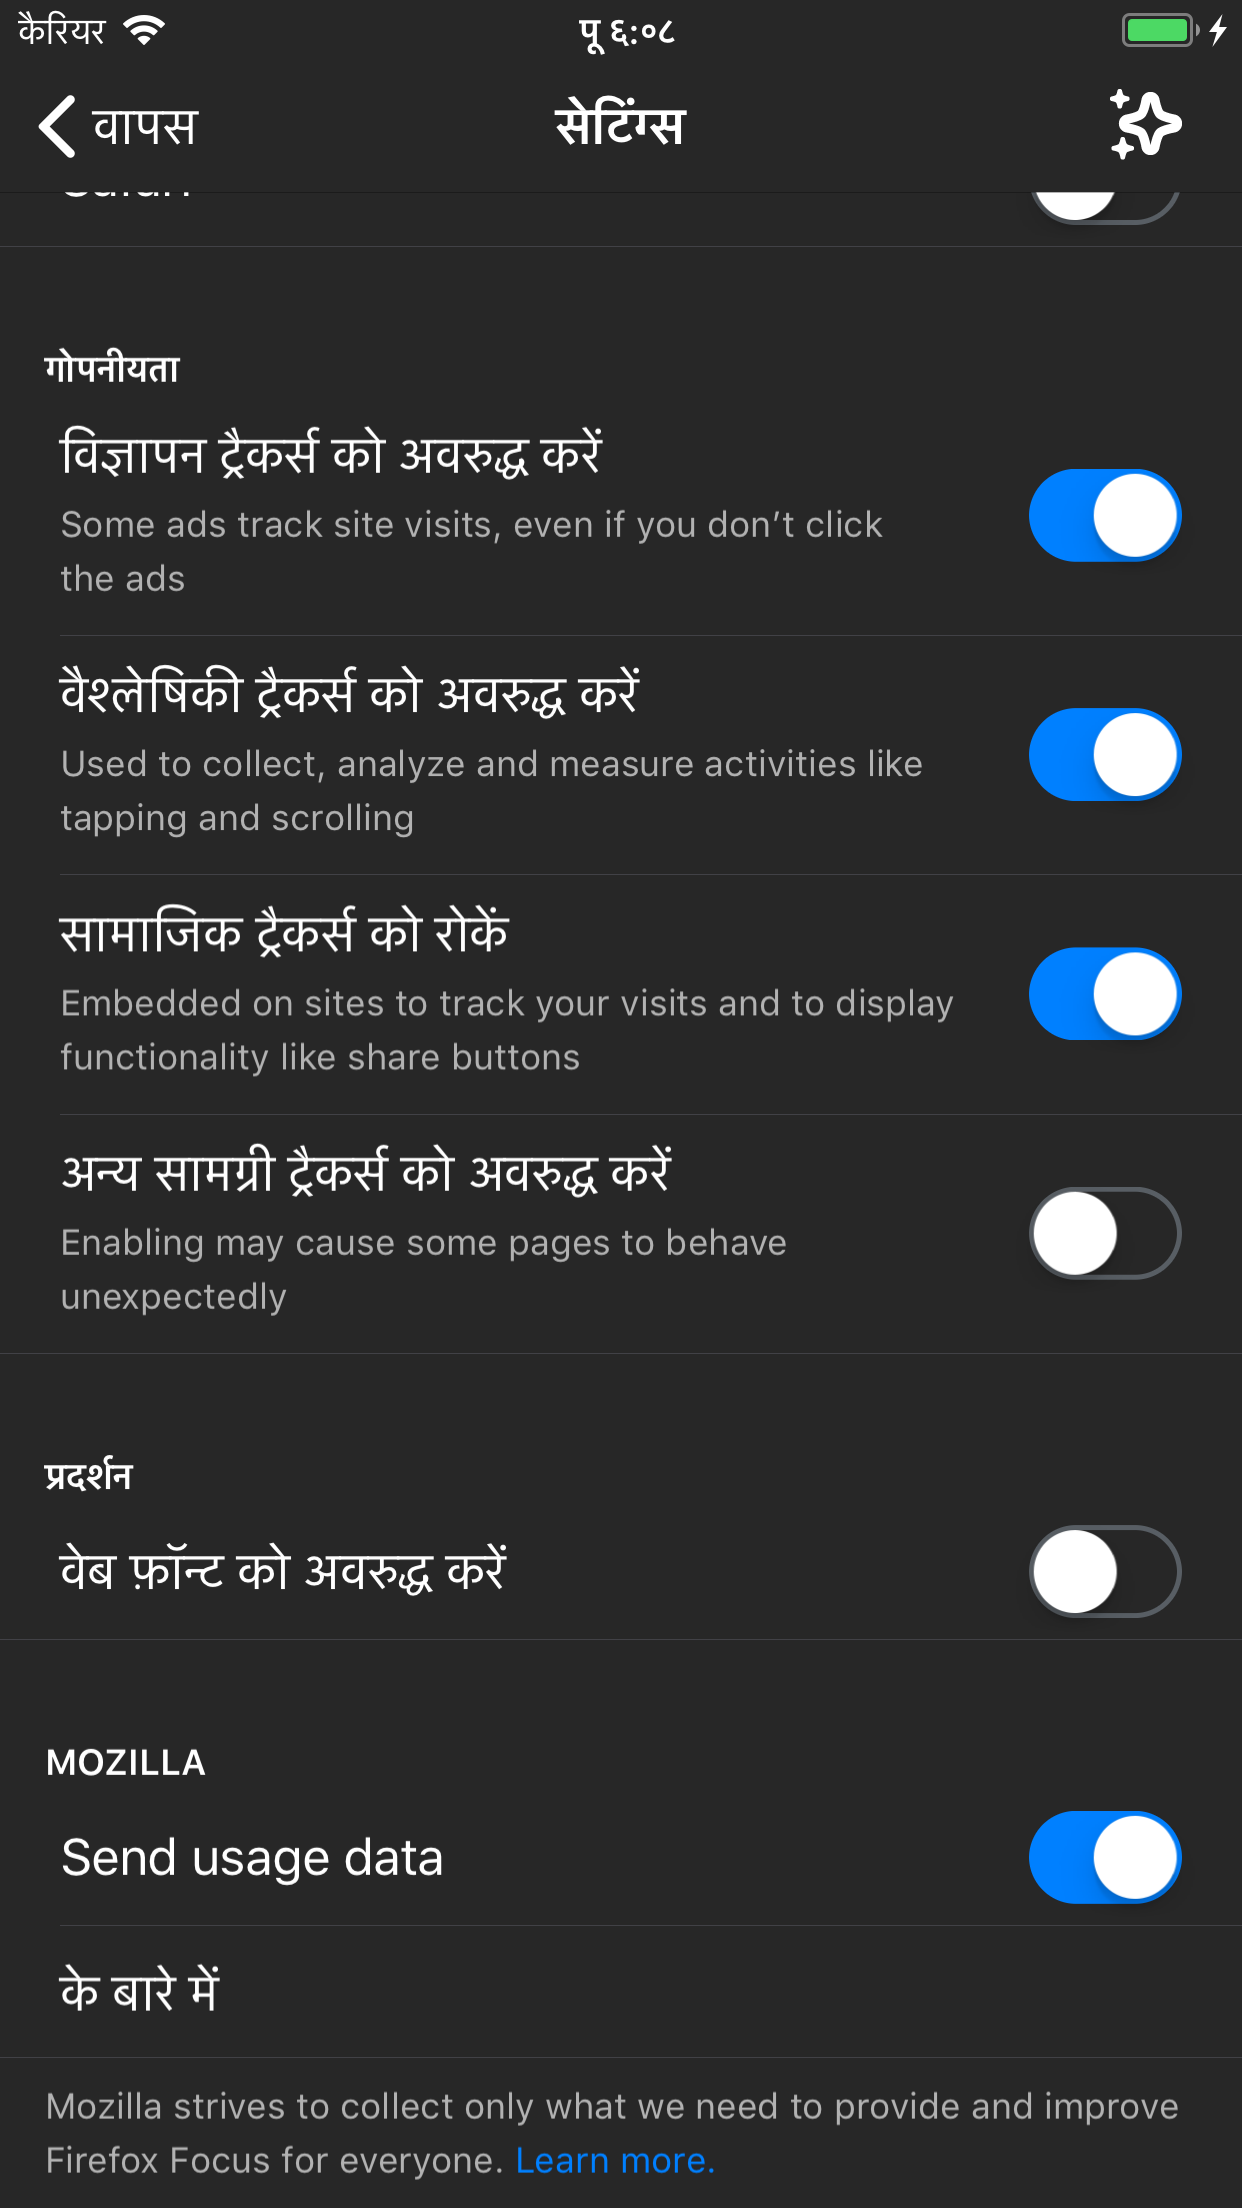 कैरियर
पू ६:०८
वापस
सेटिंग्स
गोपनीयता
विज्ञापन ट्रैकर्स को अवरुद्ध करें
Some ads track site visits, even if you don’t click
the ads
वैश्लेषिकी ट्रैकर्स को अवरुद्ध करें
Used to collect, analyze and measure activities like
tapping and scrolling
सामाजिक ट्रैकर्स को रोकें
Embedded on sites to track your visits and to display
functionality like share buttons
अन्य सामग्री ट्रैकर्स को अवरुद्ध करें
Enabling may cause some pages to behave
unexpectedly
प्रदर्शन
वेब फ़ॉन्ट को अवरुद्ध करें
MOZILLA
Send usage data
के बारे में
Mozilla strives to collect only what we need to provide and improve
Firefox Focus for everyone. Learn more.